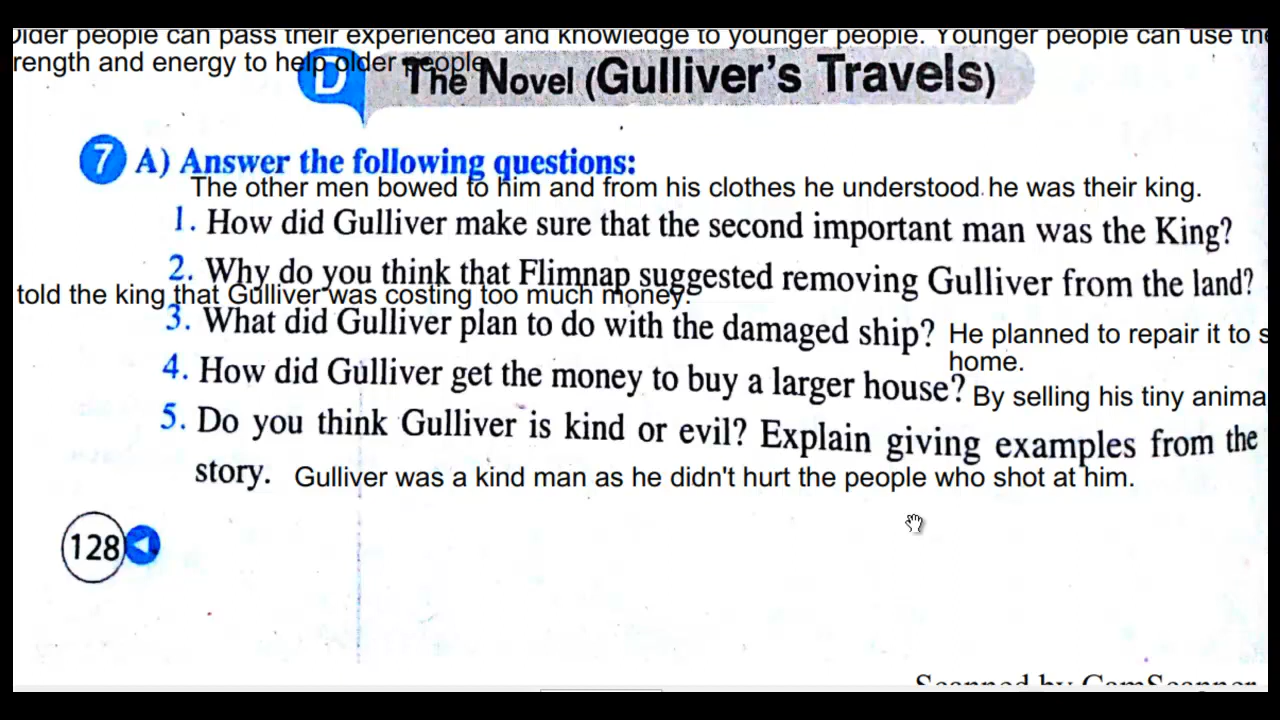 older people can pass their experienced and knowledge to younger people. Younger people can use
and energy to help older people
D The Novel (Gulliver's Travels)
7 A) Answer the following questions:
The other men bowed to him and from his clothes he understood he was their king.
1. How did Gulliver make sure that the second important man was the King?
2. Why do you think that Flimnap suggested removing Gulliver from the land?
told the king that Gulliver was costing too much money.
3. What did Gulliver plan to do with the damaged ship? He planned to repair it to
home.
4. How did Gulliver get the money to buy a larger house? By selling his tiny
5. Do you think Gulliver is kind or evil? Explain giving examples from the
story. Gulliver was a kind man as he didn't hurt the people who shot at him.
128
Scanned by CamScanner